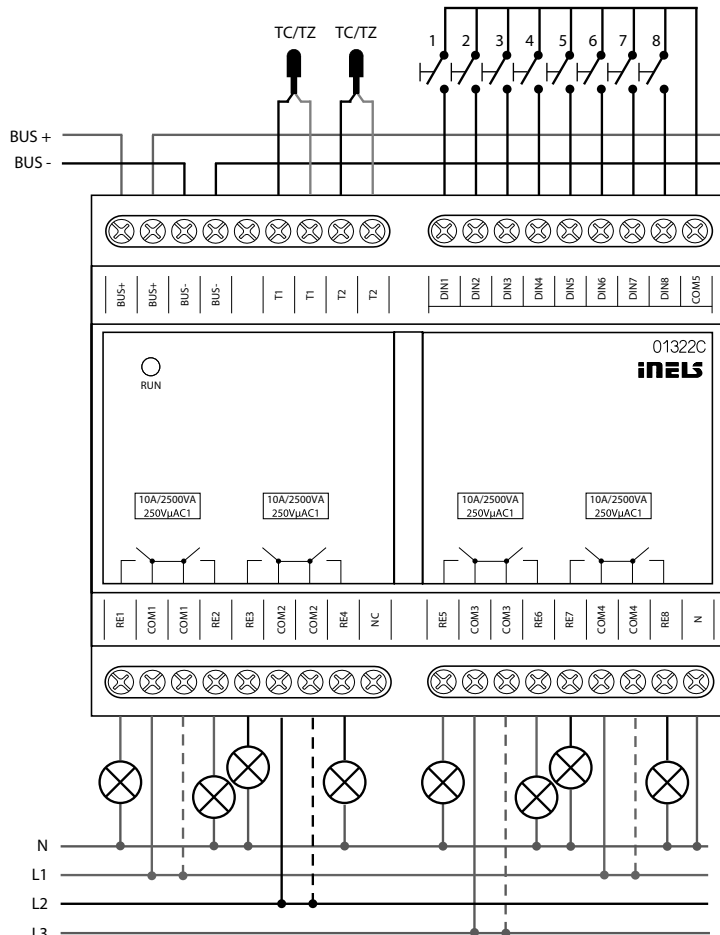 TC/TZ TC/TZ
1 2 3 4 5 6 7 8
BUS +
BUS -
BUS+ BUS+ BUS- BUS- T1 T1 T2 T2 DIN1 DIN2 DIN3 DIN4 DIN5 DIN6 DIN7 DIN8 COM5
01322C
iNELS
RUN
10A/2500VA 10A/2500VA 10A/2500VA 10A/2500VA
250VµAC1 250VµAC1 250VµAC1 250VµAC1
RE1 COM1 COM1 RE2 RE3 COM2 COM2 RE4 NC RE5 COM3 COM3 RE6 RE7 COM4 COM4 RE8 N
N
L1
L2
L3